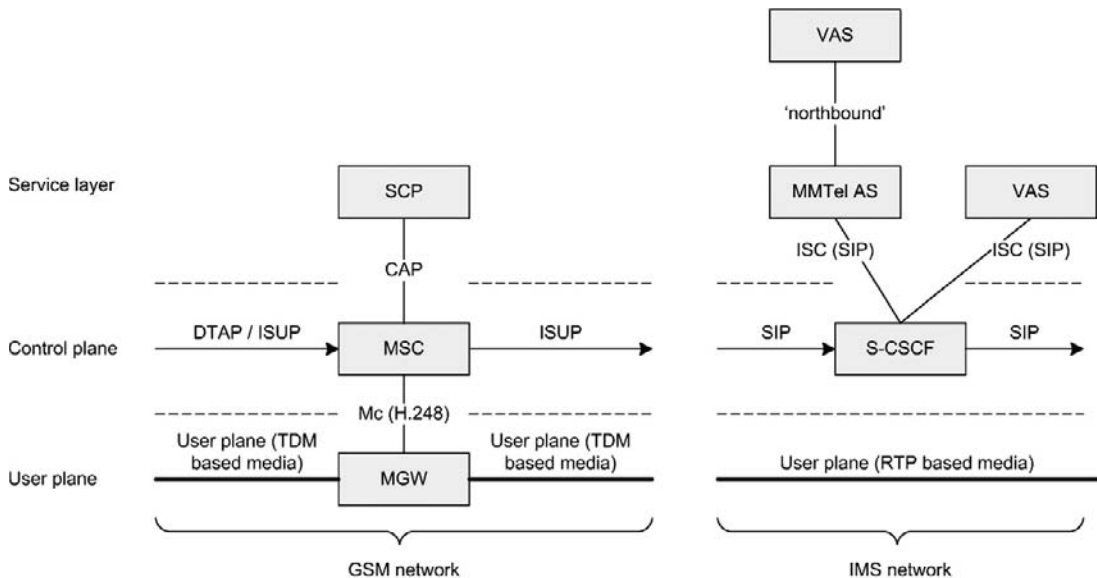 VAS
'northbound'
Service layer
SCP
MMTel AS
VAS
ISC (SIP)
ISC (SIP)
CAP
Control plane
DTAP / ISUP
MSC
ISUP
SIP
S-CSCF
SIP
Mc (H.248)
User plane (TDM
based media)
User plane (TDM
based media)
User plane
MGW
User plane (RTP based media)
GSM network
IMS network